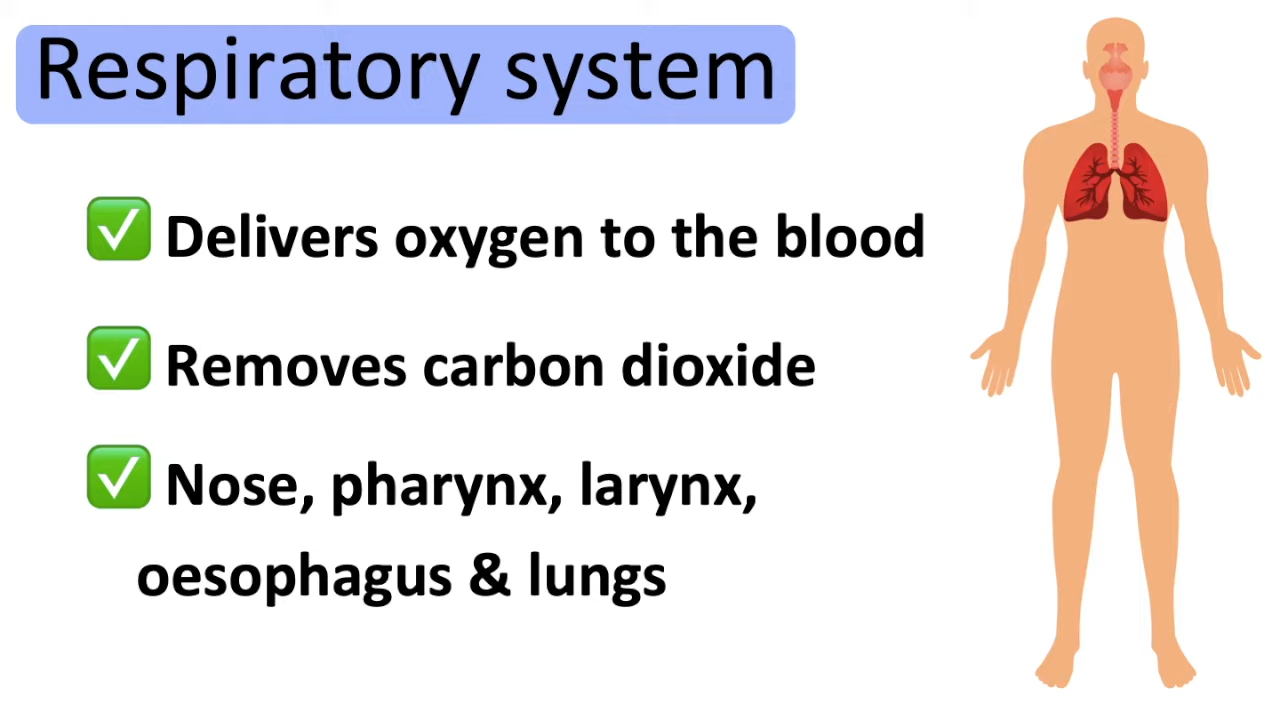 Respiratory system
✅ Delivers oxygen to the blood
✅ Removes carbon dioxide
✅ Nose, pharynx, larynx,
oesophagus & lungs